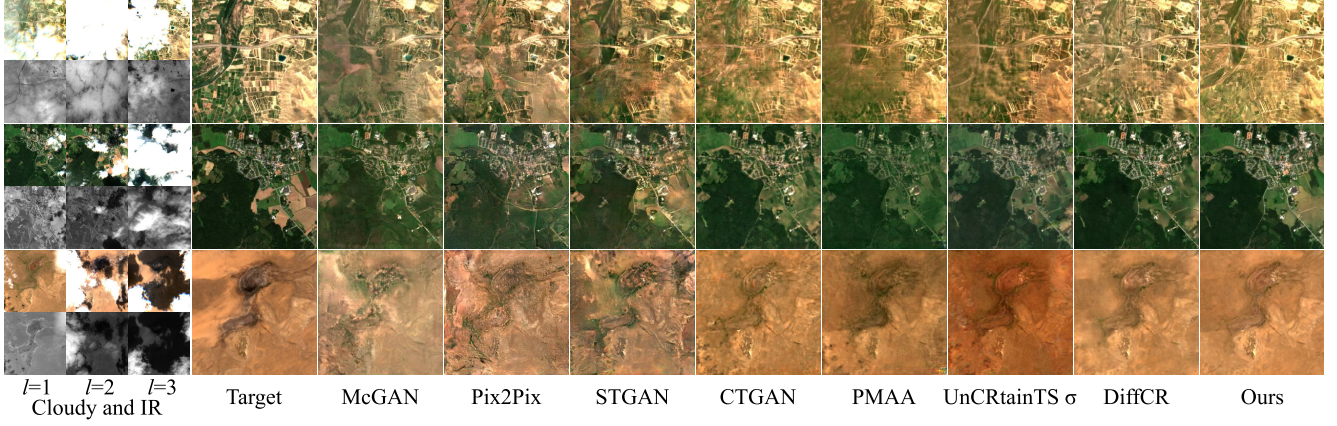 l=1 l=2 l=3
Cloudy and IR
Target McGAN Pix2Pix STGAN CTGAN PMAA UnCRtainTS σ DiffCR Ours